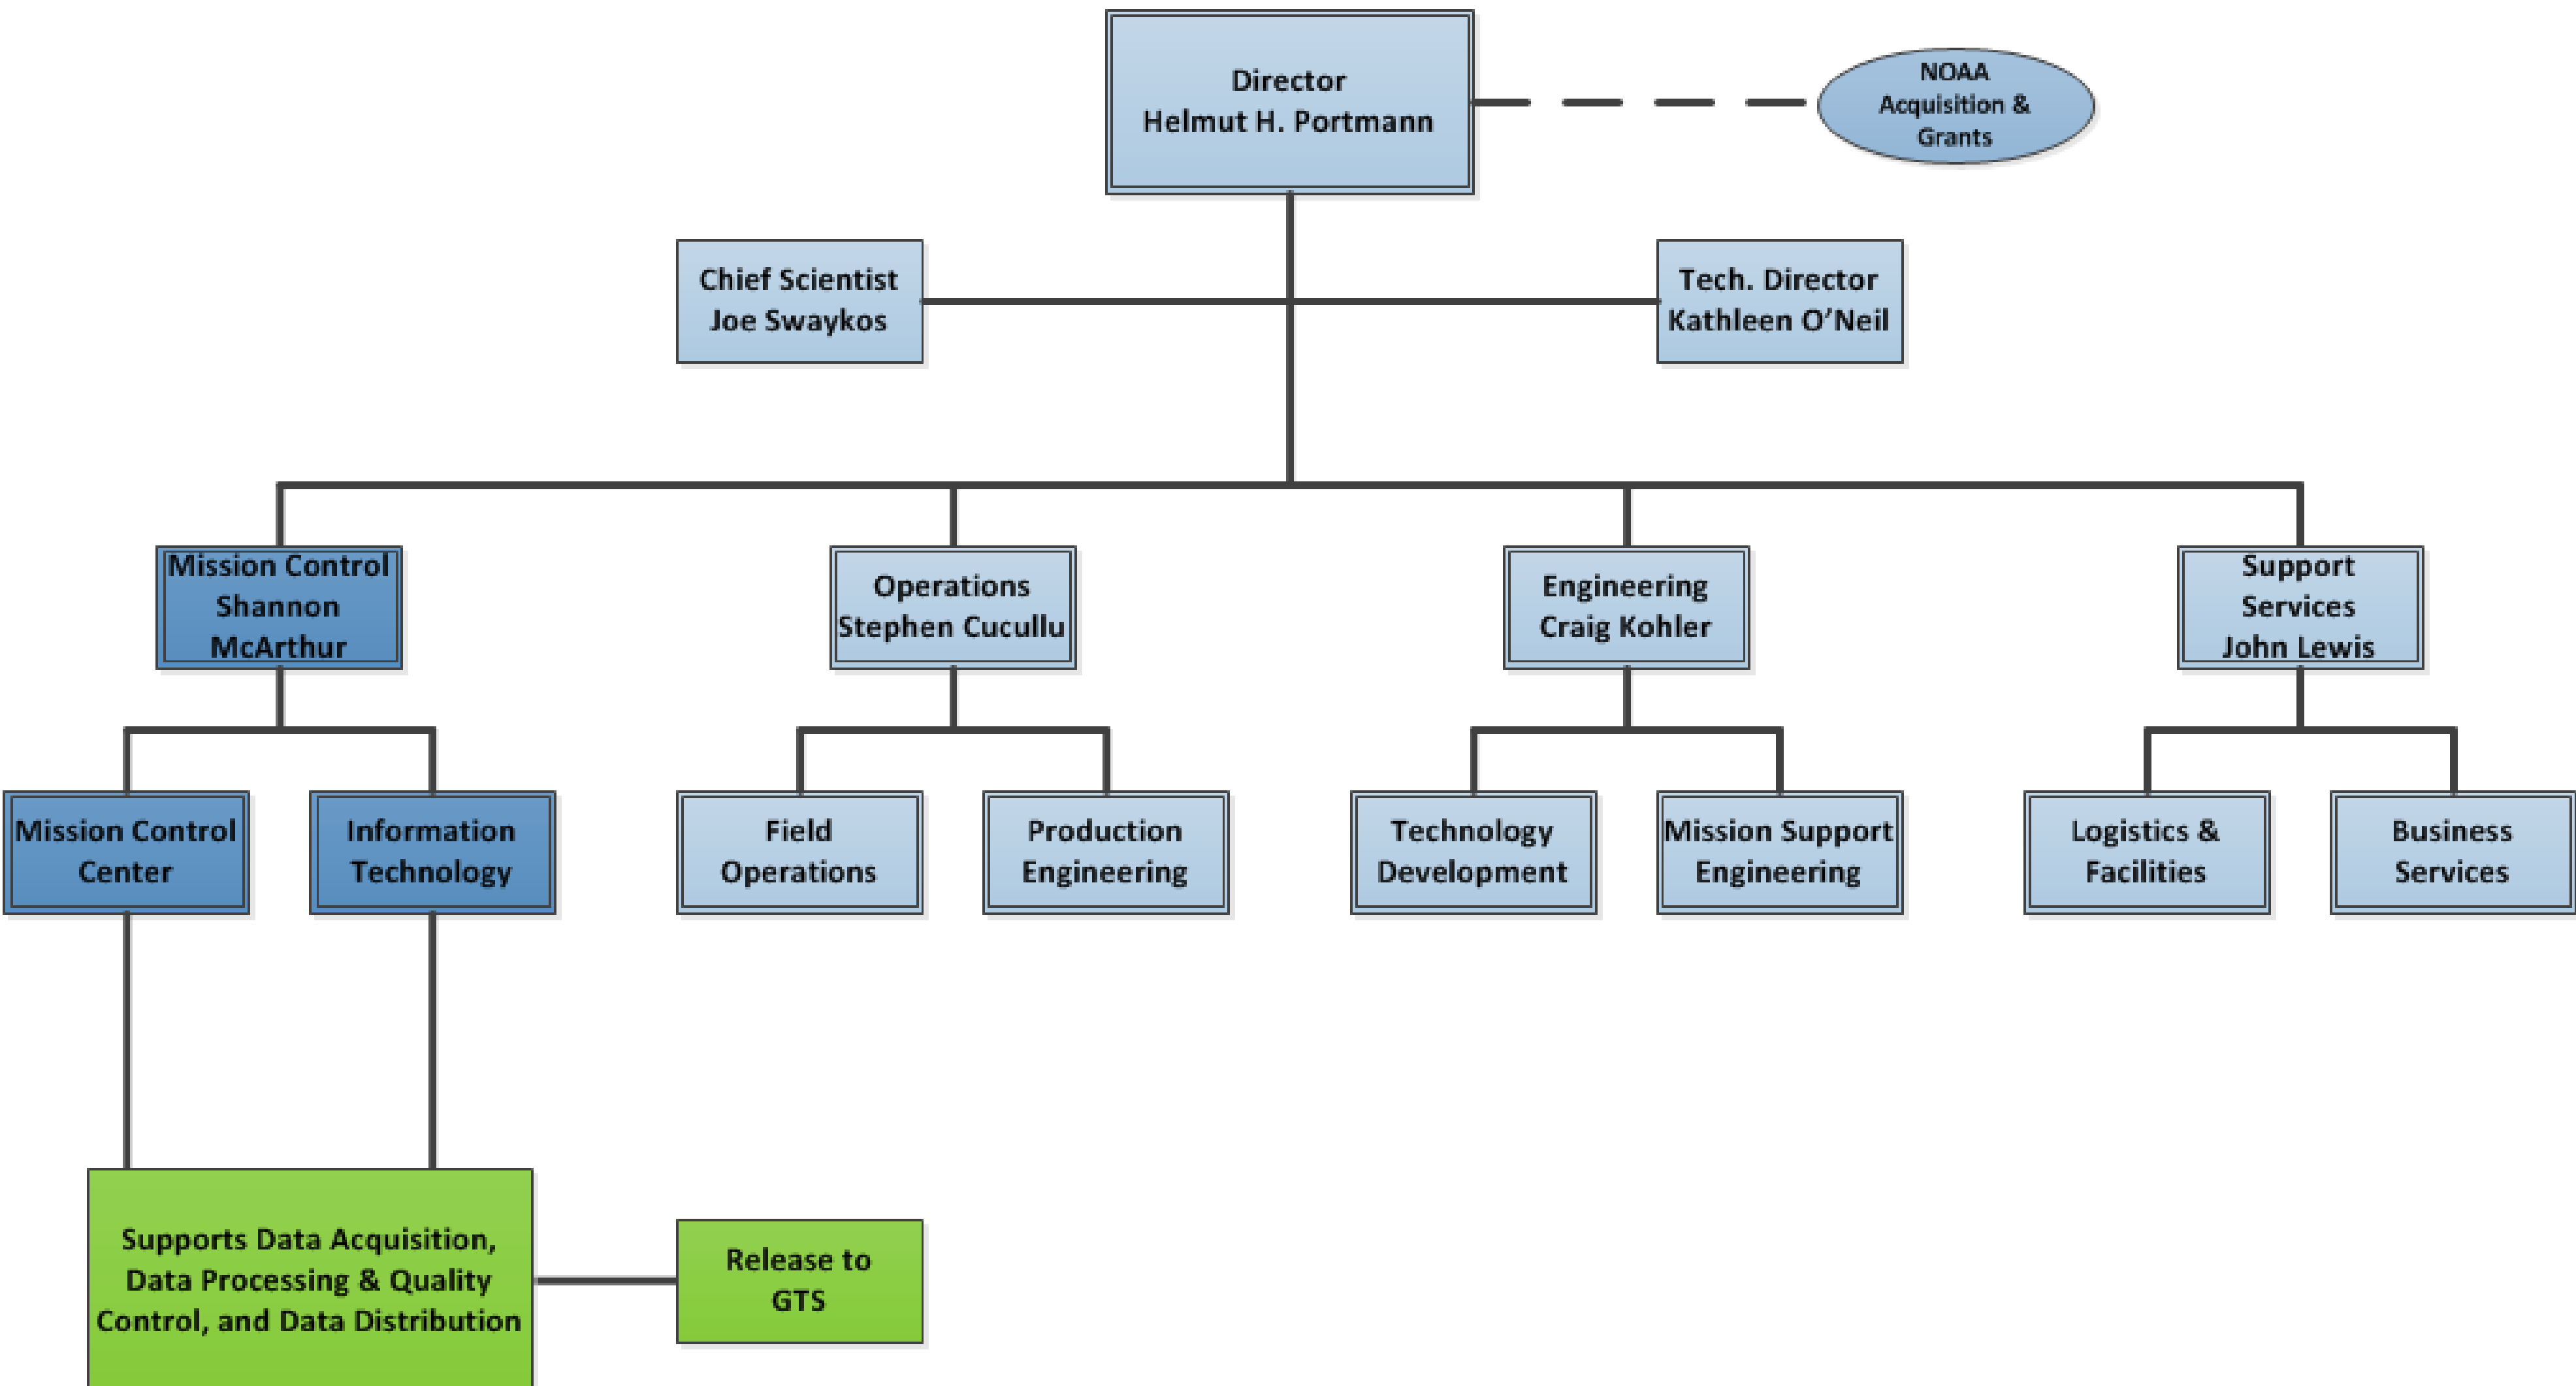 Director
Helmut H. Portmann
NOAA
Acquisition &
Grants
Chief Scientist
Joe Swaykos
Tech. Director
Kathleen O’Neil
Mission Control
Shannon
McArthur
Operations
Stephen Cucullu
Engineering
Craig Kohler
Support
Services
John Lewis
Mission Control
Center
Information
Technology
Field
Operations
Production
Engineering
Technology
Development
Mission Support
Engineering
Logistics &
Facilities
Business
Services
Supports Data Acquisition,
Data Processing & Quality
Control, and Data Distribution
Release to
GTS